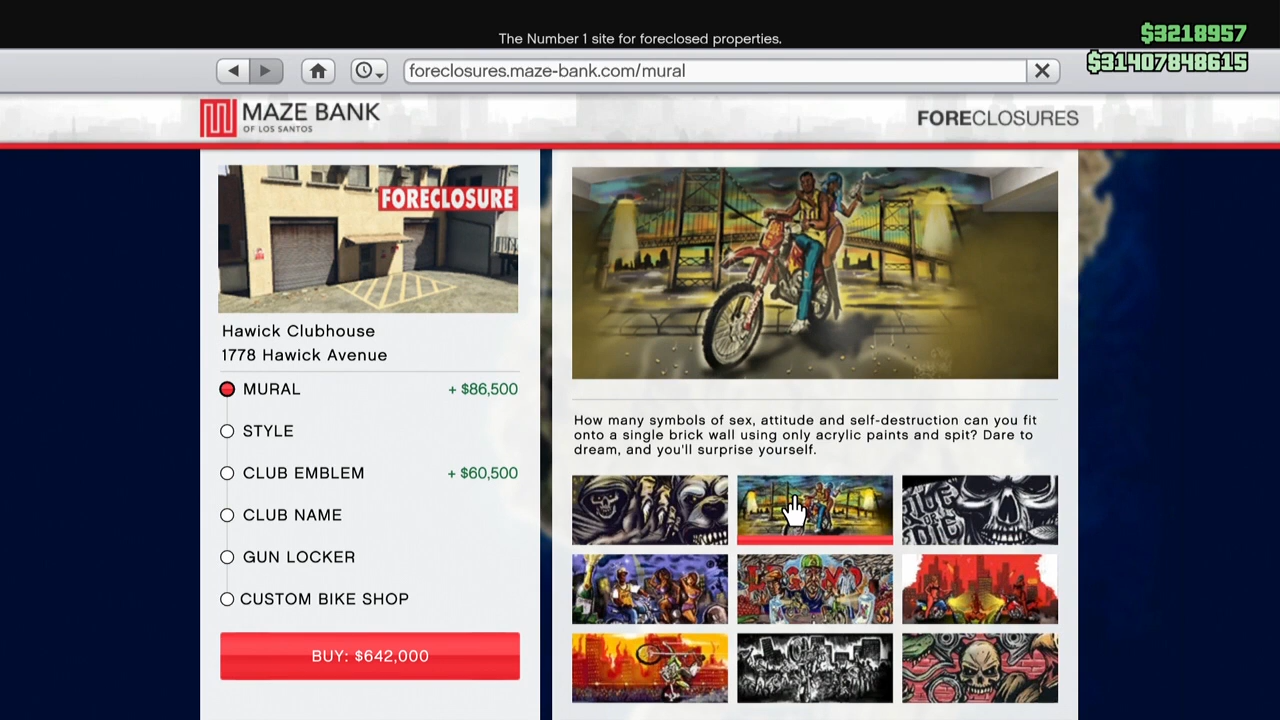 The Number 1 site for foreclosed properties.
$3218957
$31407848615
foreclosures.maze-bank.com/mural
MAZE BANK
OF LOS SANTOS
FORECLOSURES
FORECLOSURE
Hawick Clubhouse
1778 Hawick Avenue
MURAL + $86,500
STYLE
CLUB EMBLEM + $60,500
CLUB NAME
GUN LOCKER
CUSTOM BIKE SHOP
BUY: $642,000
How many symbols of sex, attitude and self-destruction can you fit
onto a single brick wall using only acrylic paints and spit? Dare to
dream, and you'll surprise yourself.
DIE